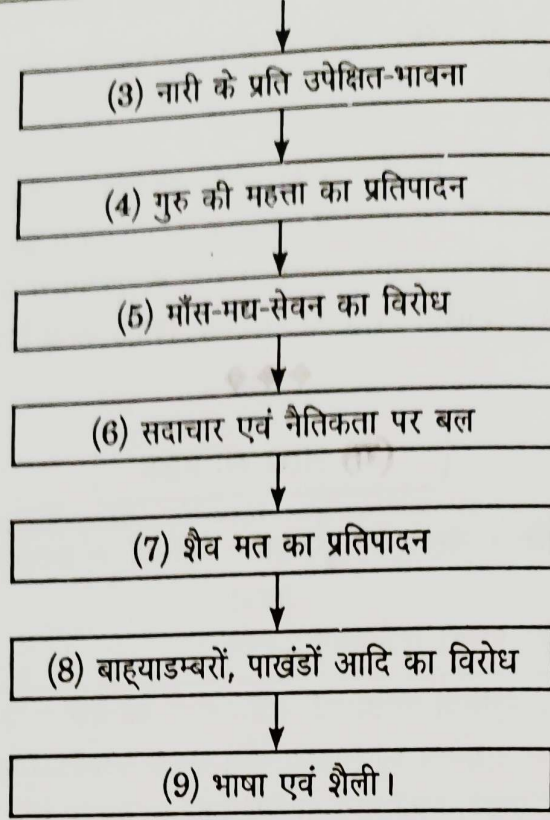 (3) नारी के प्रति उपेक्षित-भावना
(4) गुरु की महत्ता का प्रतिपादन
(5) माँस-मद्य-सेवन का विरोध
(6) सदाचार एवं नैतिकता पर बल
(7) शैव मत का प्रतिपादन
(8) बाह्याडम्बरों, पाखंडों आदि का विरोध
(9) भाषा एवं शैली।